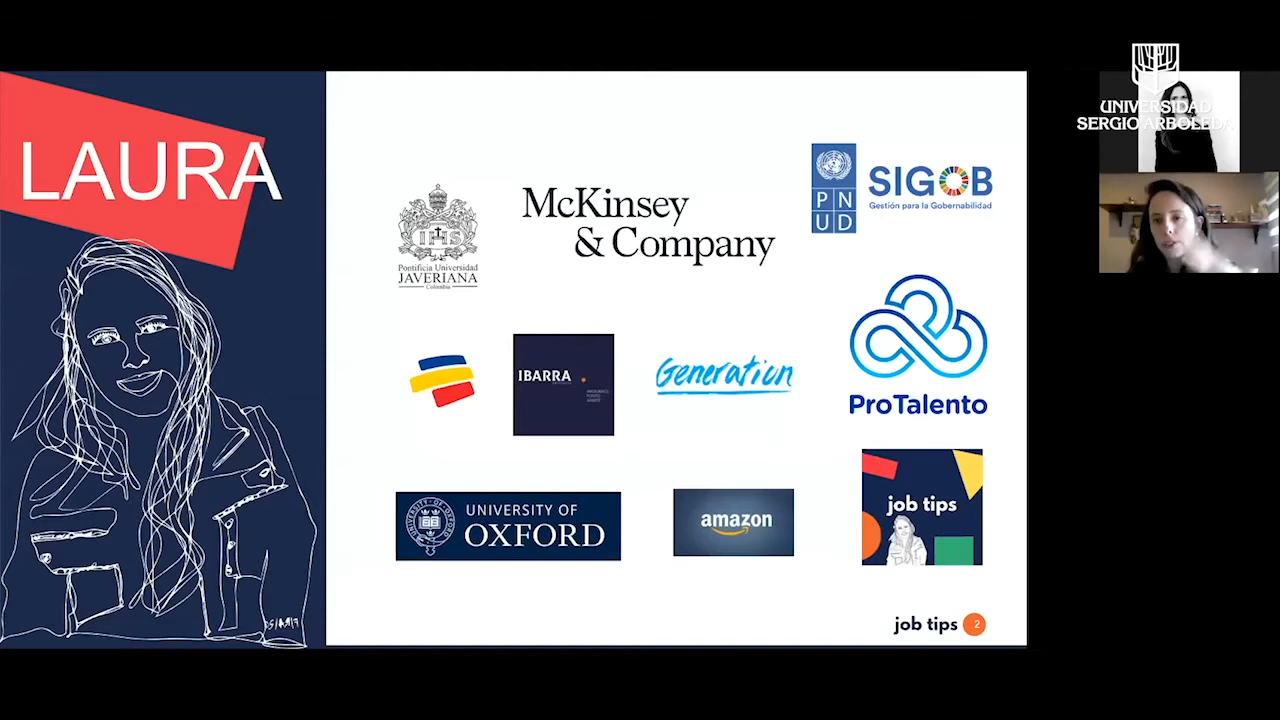 LAURA
IHS
Pontificia Universidad
JAVERIANA
Colombia
McKinsey
& Company
P N
U D
SIGOB
Gestión para la Gobernabilidad
IBARRA
Generation
ProTalento
UNIVERSITY OF
OXFORD
amazon
job tips
job tips 2
UNIVERSIDAD
SERGIO ARBOLEDA